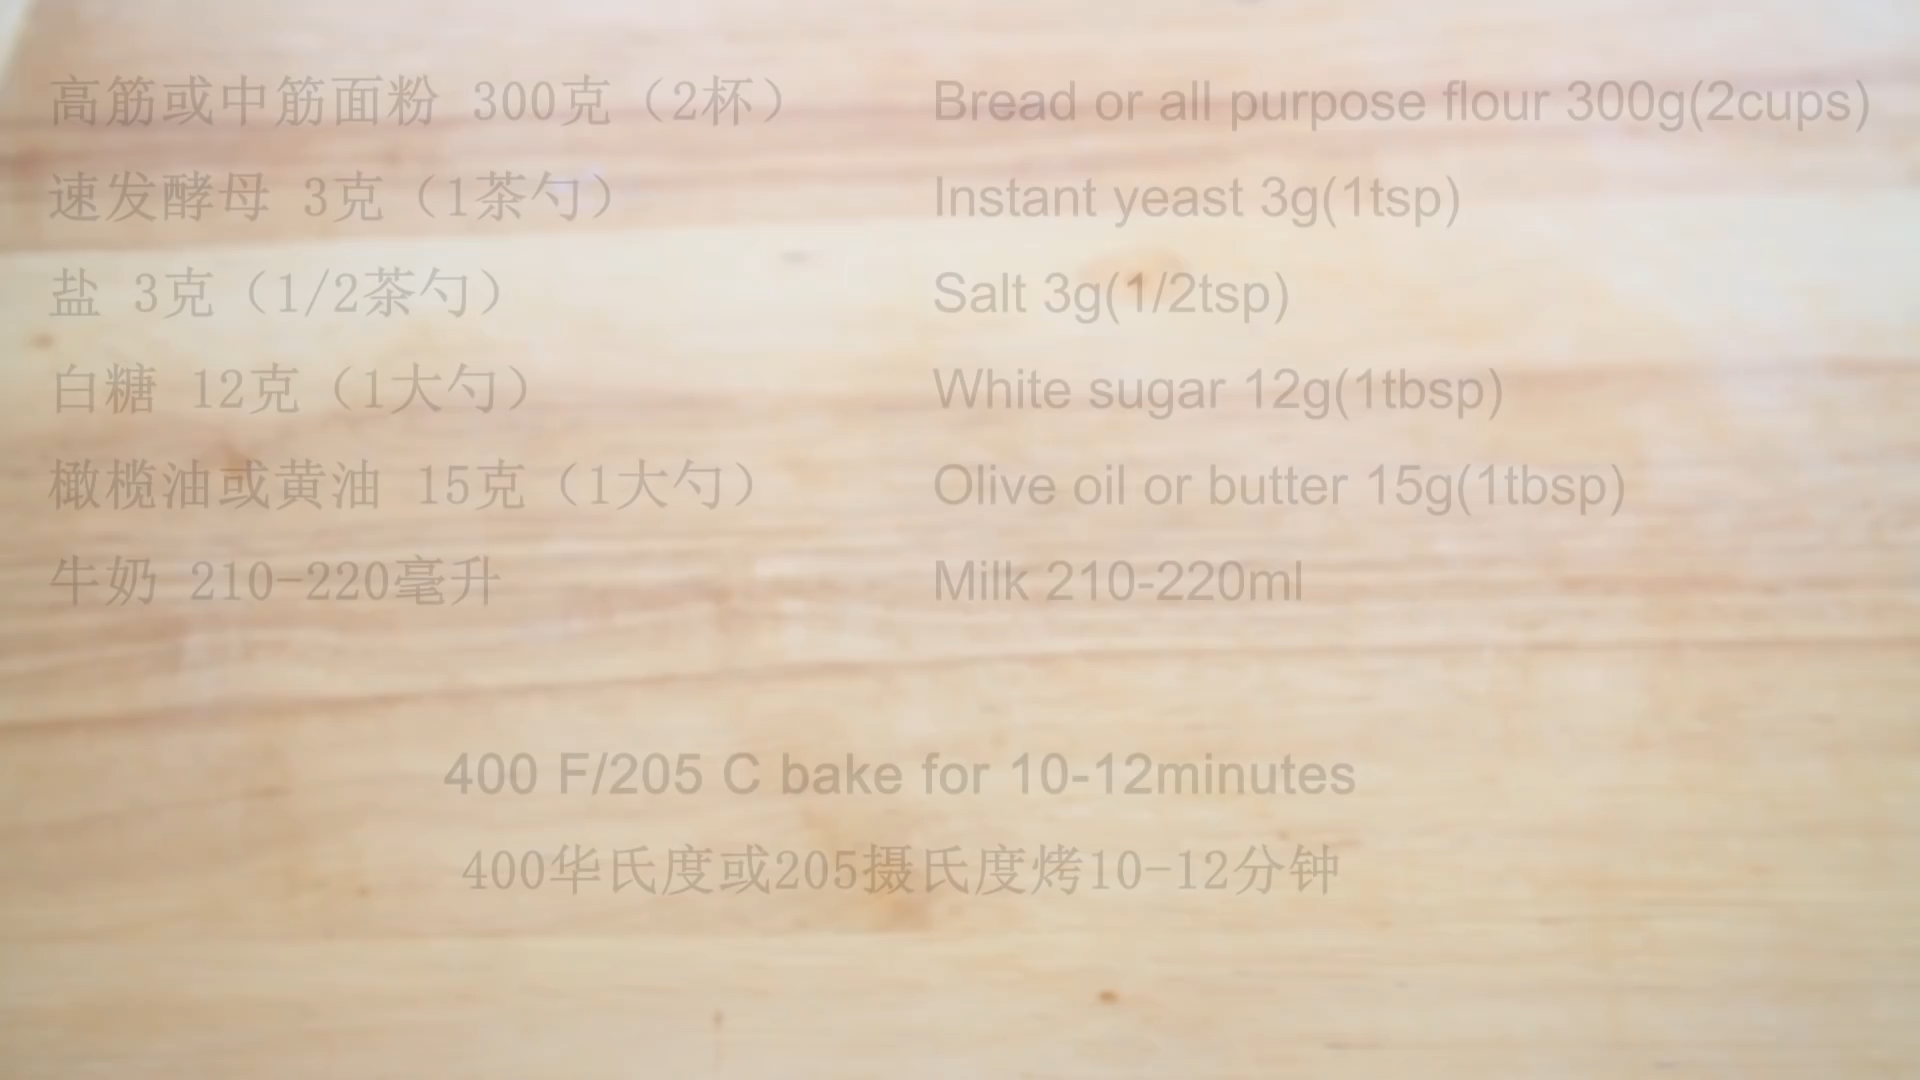 高筋或中筋面粉 300克（2杯） Bread or all purpose flour 300g(2cups)
速发酵母 3克（1茶勺） Instant yeast 3g(1tsp)
盐 3克（1/2茶勺） Salt 3g(1/2tsp)
白糖 12克（1大勺） White sugar 12g(1tbsp)
橄榄油或黄油 15克（1大勺） Olive oil or butter 15g(1tbsp)
牛奶 210-220毫升 Milk 210-220ml
400 F/205 C bake for 10-12minutes
400华氏度或205摄氏度烤10-12分钟